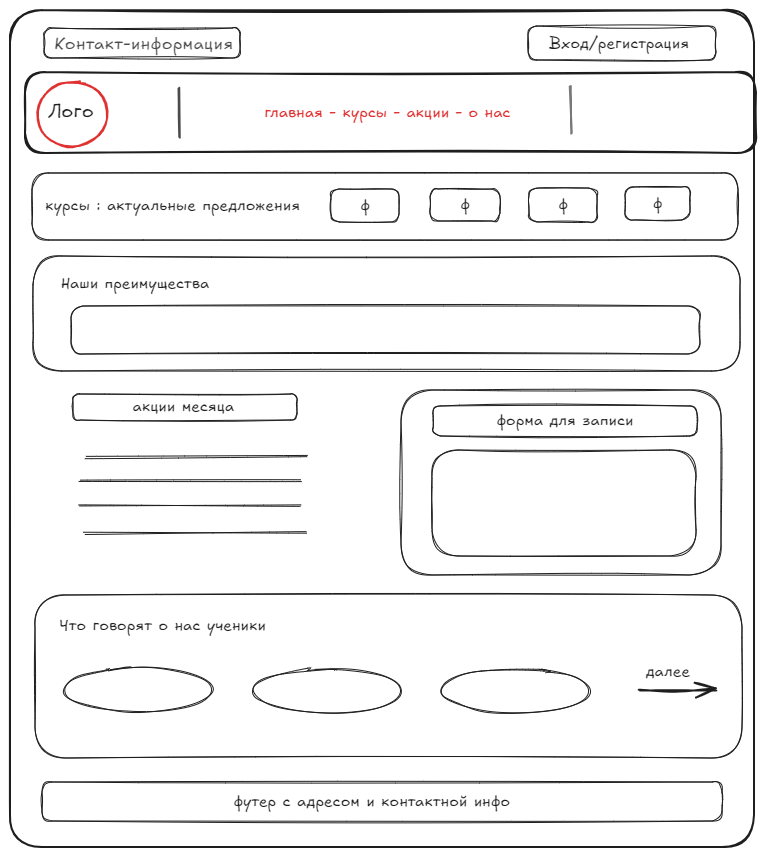 Контакт-информация
Вход/регистрация
Лого
главная - курсы - акции - о нас
курсы : актуальные предложения
ф
ф
ф
ф
Наши преимущества
акции месяца
форма для записи
Что говорят о нас ученики
далее
футер с адресом и контактной инфо